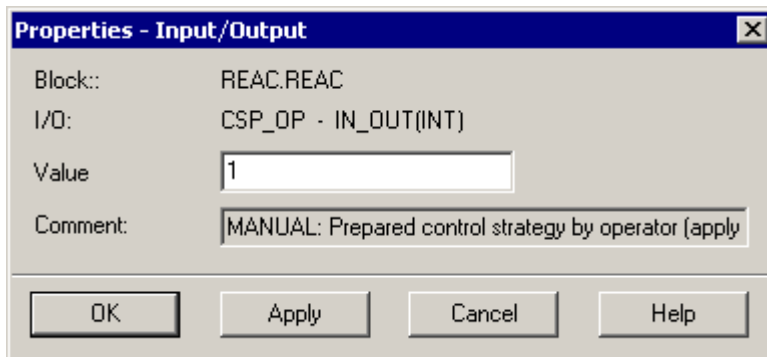 Properties - Input/Output
Block:: REAC.REAC
I/O: CSP_OP - IN_OUT(INT)
Value 1
Comment: MANUAL: Prepared control strategy by operator (apply
OK Apply Cancel Help